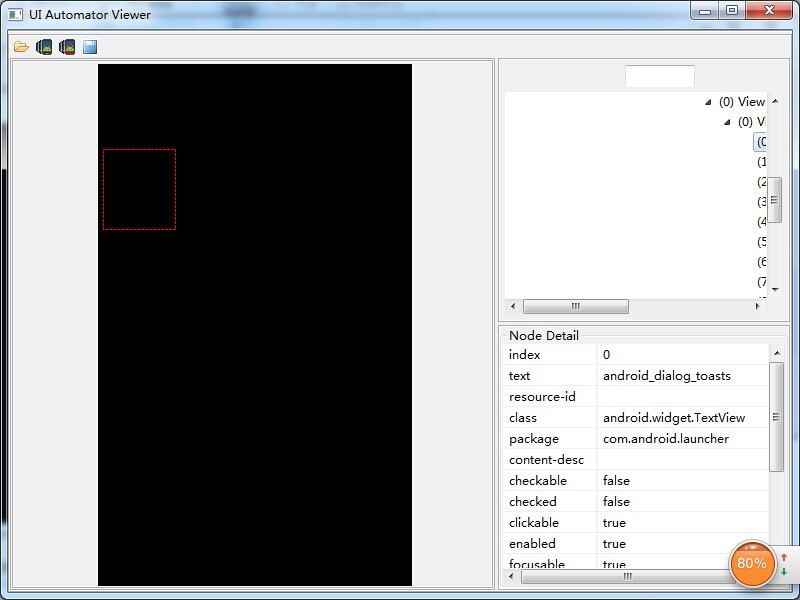 UI Automator Viewer
(0) View
(0) V
(0
(1
(2
(3
(4
(5
(6
(7
Node Detail
index 0
text android_dialog_toasts
resource-id
class android.widget.TextView
package com.android.launcher
content-desc
checkable false
checked false
clickable true
enabled true
focusable true
80%